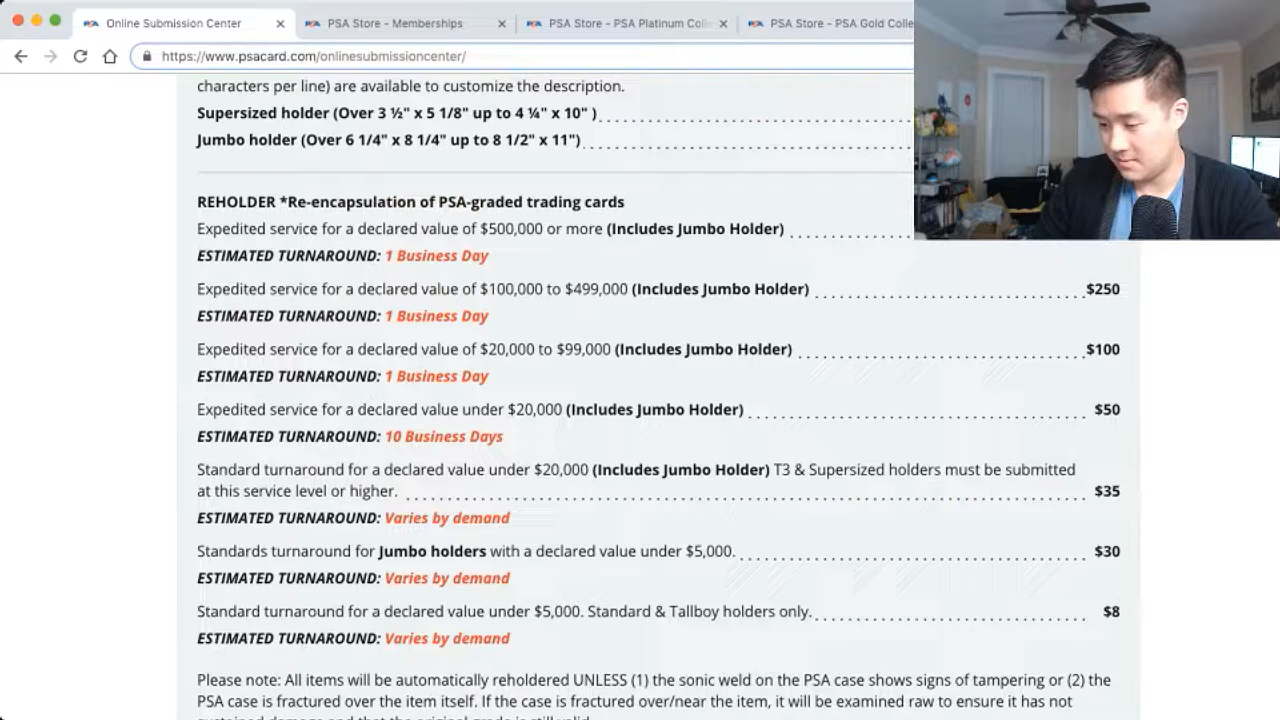 Online Submission Center
PSA Store - Memberships
PSA Store - PSA Platinum Coll
PSA Store - PSA Gold Colle
https://www.psacard.com/onlinesubmissioncenter/
characters per line) are available to customize the description.
Supersized holder (Over 3 ½" x 5 1/8" up to 4 ¼" x 10" )
Jumbo holder (Over 6 1/4" x 8 1/4" up to 8 1/2" x 11")
REHOLDER *Re-encapsulation of PSA-graded trading cards
Expedited service for a declared value of $500,000 or more (Includes Jumbo Holder)
ESTIMATED TURNAROUND: 1 Business Day
Expedited service for a declared value of $100,000 to $499,000 (Includes Jumbo Holder) $250
ESTIMATED TURNAROUND: 1 Business Day
Expedited service for a declared value of $20,000 to $99,000 (Includes Jumbo Holder) $100
ESTIMATED TURNAROUND: 1 Business Day
Expedited service for a declared value under $20,000 (Includes Jumbo Holder) $50
ESTIMATED TURNAROUND: 10 Business Days
Standard turnaround for a declared value under $20,000 (Includes Jumbo Holder) T3 & Supersized holders must be submitted
at this service level or higher. $35
ESTIMATED TURNAROUND: Varies by demand
Standards turnaround for Jumbo holders with a declared value under $5,000. $30
ESTIMATED TURNAROUND: Varies by demand
Standard turnaround for a declared value under $5,000. Standard & Tallboy holders only. $8
ESTIMATED TURNAROUND: Varies by demand
Please note: All items will be automatically reholdered UNLESS (1) the sonic weld on the PSA case shows signs of tampering or (2) the
PSA case is fractured over the item itself. If the case is fractured over/near the item, it will be examined raw to ensure it has not
sustained damage and that the original grade is still valid.